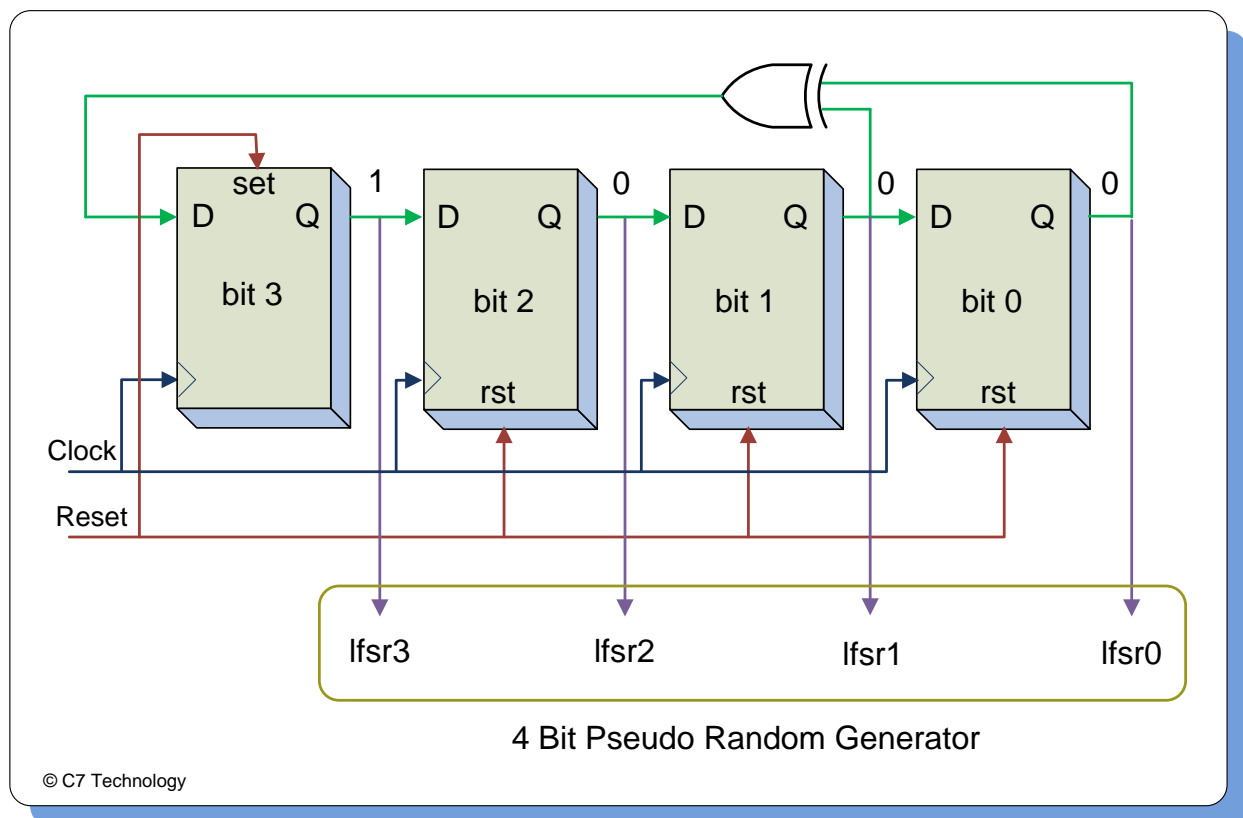 set 1 0 0 0
D Q D Q D Q D Q
bit 3 bit 2 bit 1 bit 0
rst rst rst
Clock
Reset
lfsr3 lfsr2 lfsr1 lfsr0
4 Bit Pseudo Random Generator
© C7 Technology